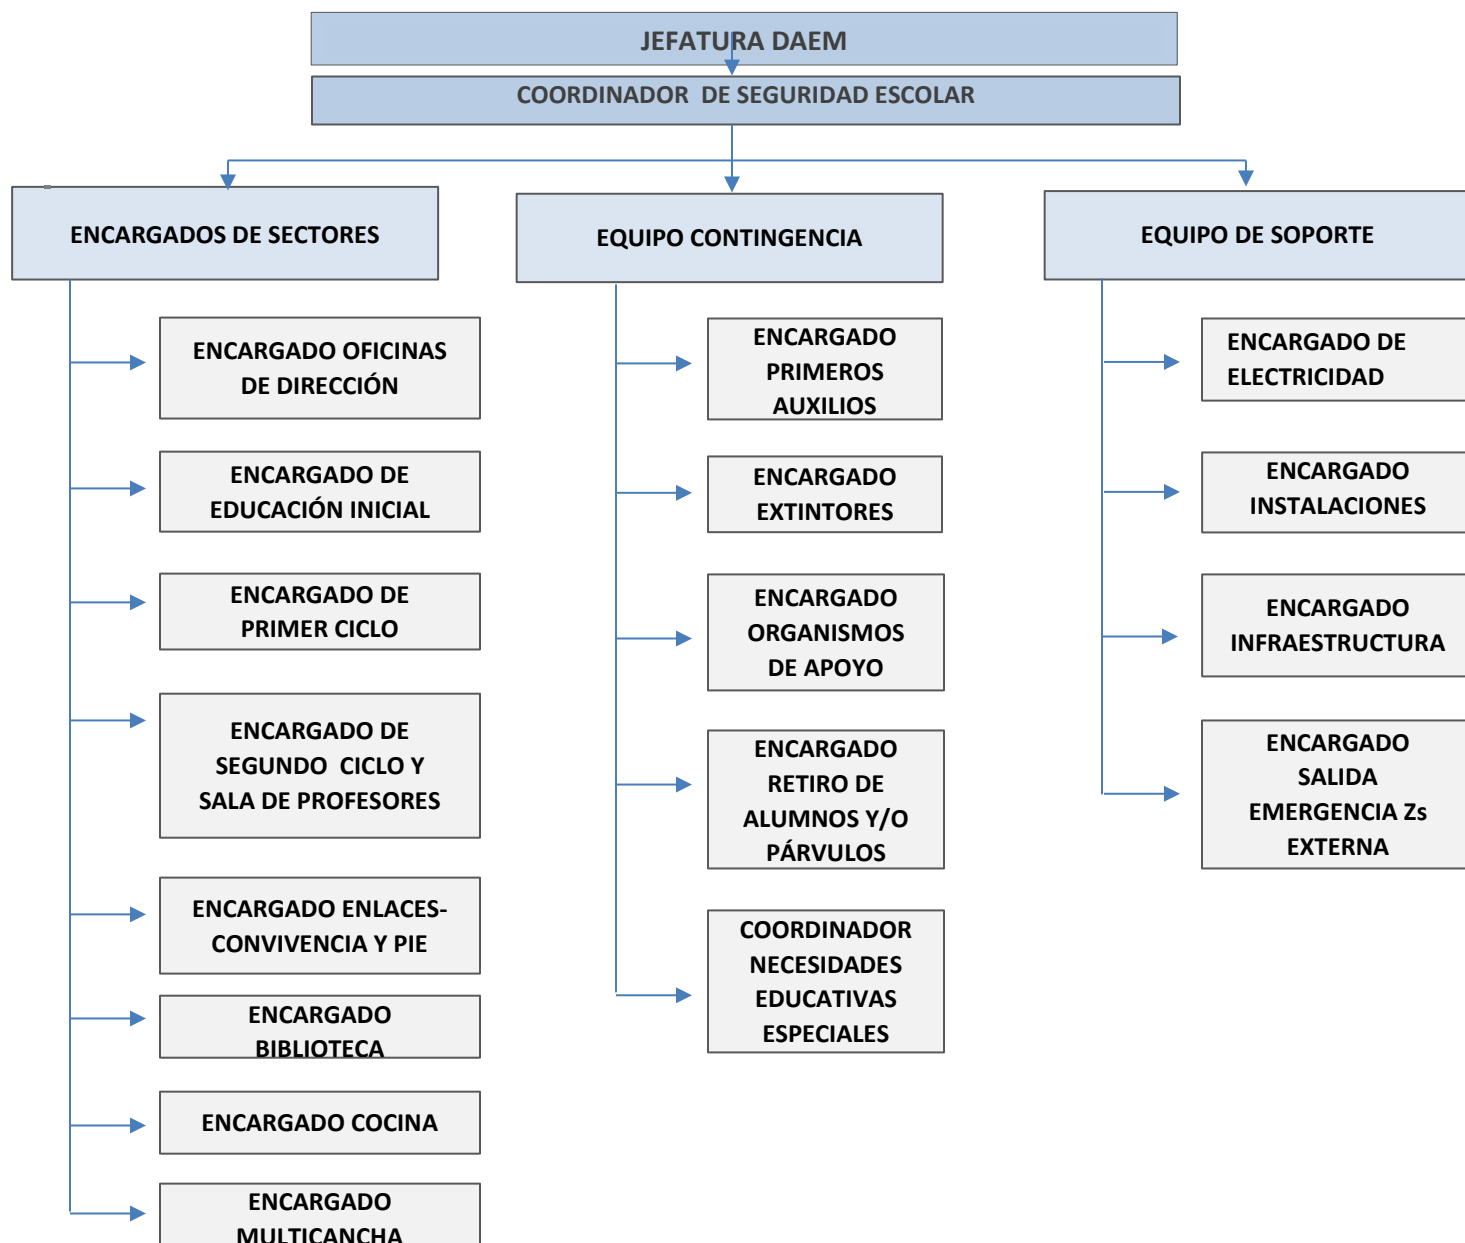 JEFATURA DAEM
COORDINADOR DE SEGURIDAD ESCOLAR
ENCARGADOS DE SECTORES
ENCARGADO OFICINAS
DE DIRECCIÓN
ENCARGADO DE
EDUCACIÓN INICIAL
ENCARGADO DE
PRIMER CICLO
ENCARGADO DE
SEGUNDO CICLO Y
SALA DE PROFESORES
ENCARGADO ENLACES-
CONVIVENCIA Y PIE
ENCARGADO
BIBLIOTECA
ENCARGADO COCINA
ENCARGADO
MULTICANCHA
EQUIPO CONTINGENCIA
ENCARGADO
PRIMEROS
AUXILIOS
ENCARGADO
EXTINTORES
ENCARGADO
ORGANISMOS
DE APOYO
ENCARGADO
RETIRO DE
ALUMNOS Y/O
PÁRVULOS
COORDINADOR
NECESIDADES
EDUCATIVAS
ESPECIALES
EQUIPO DE SOPORTE
ENCARGADO DE
ELECTRICIDAD
ENCARGADO
INSTALACIONES
ENCARGADO
INFRAESTRUCTURA
ENCARGADO
SALIDA
EMERGENCIA Zs
EXTERNA